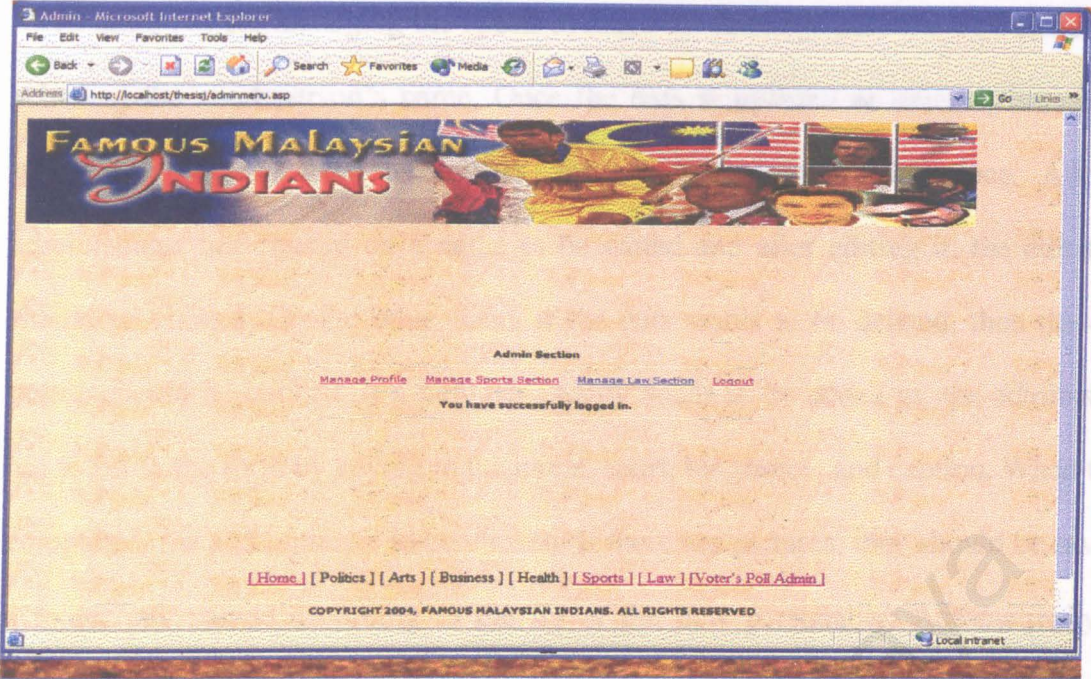 Admin - Microsoft Internet Explorer
File Edit View Favorites Tools Help
Back Search Favorites Media
Address http://localhost/thesisj/adminmenu.asp Go Links »
FAMOUS MALAYSIAN
INDIANS
Admin Section
Manage Profile Manage Sports Section Manage Law Section Logout
You have successfully logged in.
[ Home ] [ Politics ] [ Arts ] [ Business ] [ Health ] [ Sports ] [ Law ] [Voter's Poll Admin ]
COPYRIGHT 2004, FAMOUS MALAYSIAN INDIANS. ALL RIGHTS RESERVED
Local intranet